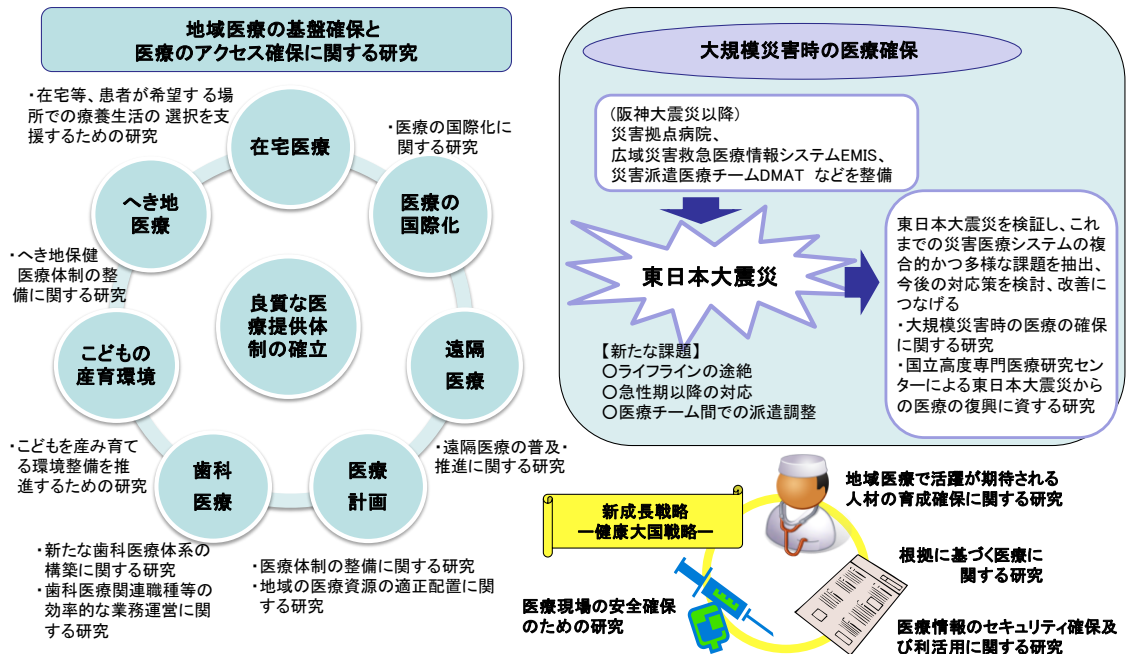 地域医療の基盤確保と
医療のアクセス確保に関する研究
・在宅等、患者が希望する場
所での療養生活の 選択を支
援するための研究
在宅医療
・医療の国際化に
関する研究
医療の
国際化
へき地
医療
・へき地保健
医療体制の整
備に関する研究
良質な医
療提供体
制の確立
こどもの
産育環境
遠隔
医療
・こどもを産み育て
る環境整備を推
進するための研究
・遠隔医療の普及・
推進に関する研究
歯科
医療
医療
計画
・新たな歯科医療体系の
構築に関する研究
・歯科医療関連職種等の
効率的な業務運営に関
する研究
・医療体制の整備に関する研究
・地域の医療資源の適正配置に関
する研究
大規模災害時の医療確保
(阪神大震災以降)
災害拠点病院、
広域災害救急医療情報システムEMIS、
災害派遣医療チームDMAT などを整備
東日本大震災
【新たな課題】
○ライフラインの途絶
○急性期以降の対応
○医療チーム間での派遣調整
東日本大震災を検証し、これ
までの災害医療システムの複
合的かつ多様な課題を抽出、
今後の対応策を検討、改善に
つなげる
・大規模災害時の医療の確保
に関する研究
・国立高度専門医療研究セン
ターによる東日本大震災から
の医療の復興に資する研究
新成長戦略
―健康大国戦略―
地域医療で活躍が期待される
人材の育成確保に関する研究
根拠に基づく医療に
関する研究
医療現場の安全確保
のための研究
医療情報のセキュリティ確保及
び利活用に関する研究